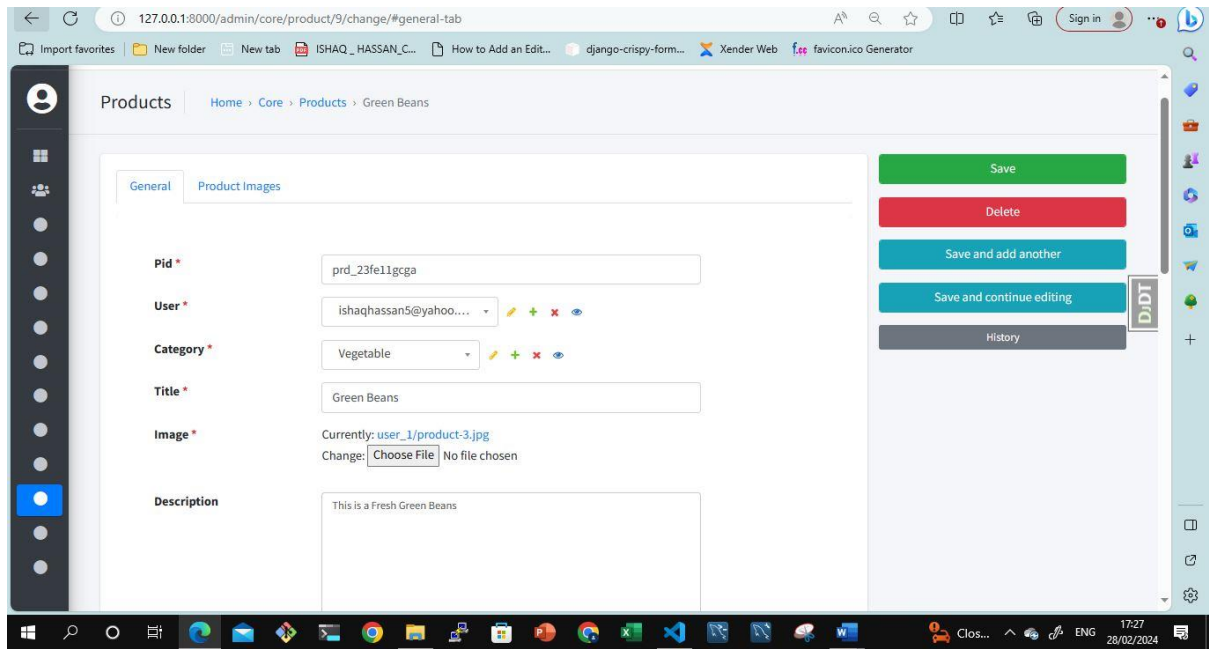 127.0.0.1:8000/admin/core/product/9/change/#general-tab
Sign in
Import favorites New folder New tab ISHAQ _ HASSAN_C... How to Add an Edit... django-crispy-form... Xender Web f.cc favicon.ico Generator
Products Home › Core › Products › Green Beans
General Product Images
Save
Delete
Save and add another
Save and continue editing
History
DjDT
Pid * prd_23fe11gcga
User * ishaqhassan5@yahoo....
Category * Vegetable
Title * Green Beans
Image * Currently: user_1/product-3.jpg
Change: Choose File No file chosen
Description This is a Fresh Green Beans
Clos... ENG 17:27
28/02/2024